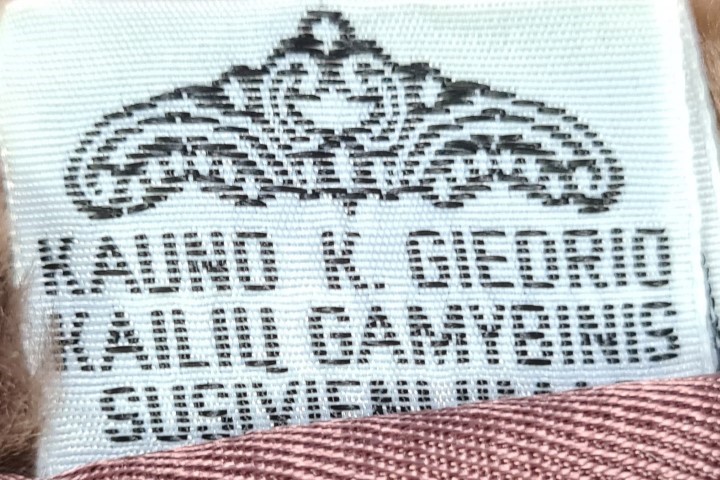 KAUNO K. GIEDRIO
KAILIŲ GAMYBINIS